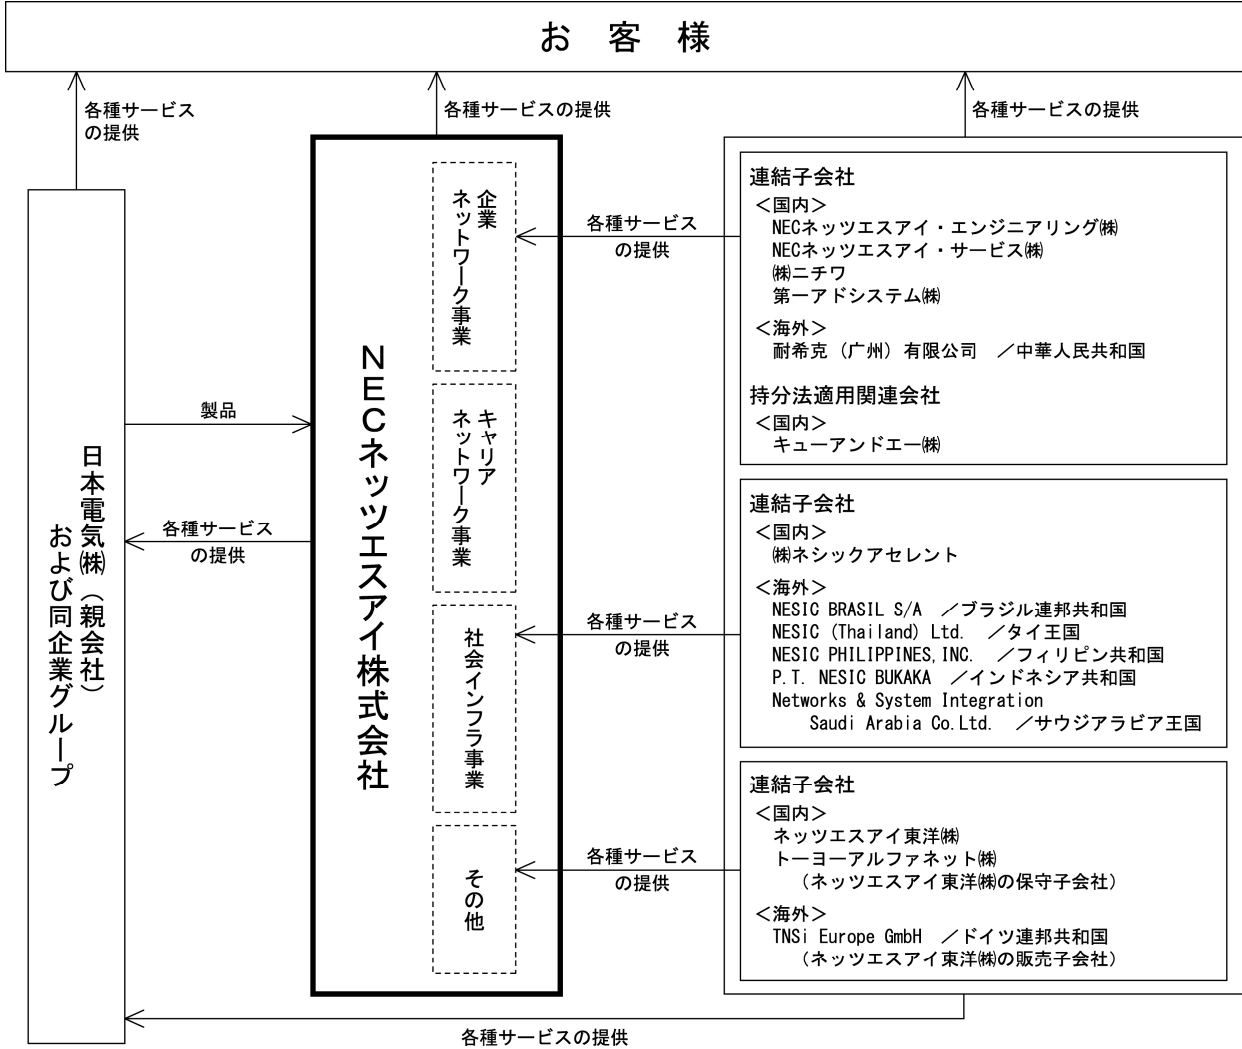 お 客 様
各種サービス
の提供
各種サービスの提供
各種サービスの提供
日本電気㈱（親会社）
および同企業グループ
製品
各種サービス
の提供
NECネッツエスアイ株式会社
企業
ネットワーク事業
キャリア
ネットワーク事業
社会インフラ事業
その他
各種サービス
の提供
各種サービス
の提供
各種サービス
の提供
連結子会社
＜国内＞
NECネッツエスアイ・エンジニアリング㈱
NECネッツエスアイ・サービス㈱
㈱ニチワ
第一アドシステム㈱
＜海外＞
耐希克（广州）有限公司 ／中華人民共和国
持分法適用関連会社
＜国内＞
キューアンドエー㈱
連結子会社
＜国内＞
㈱ネシックアセレント
＜海外＞
NESIC BRASIL S/A ／ブラジル連邦共和国
NESIC (Thailand) Ltd. ／タイ王国
NESIC PHILIPPINES,INC. ／フィリピン共和国
P.T. NESIC BUKAKA ／インドネシア共和国
Networks & System Integration
Saudi Arabia Co.Ltd. ／サウジアラビア王国
連結子会社
＜国内＞
ネッツエスアイ東洋㈱
トーヨーアルファネット㈱
（ネッツエスアイ東洋㈱の保守子会社）
＜海外＞
TNSi Europe GmbH ／ドイツ連邦共和国
（ネッツエスアイ東洋㈱の販売子会社）
各種サービスの提供